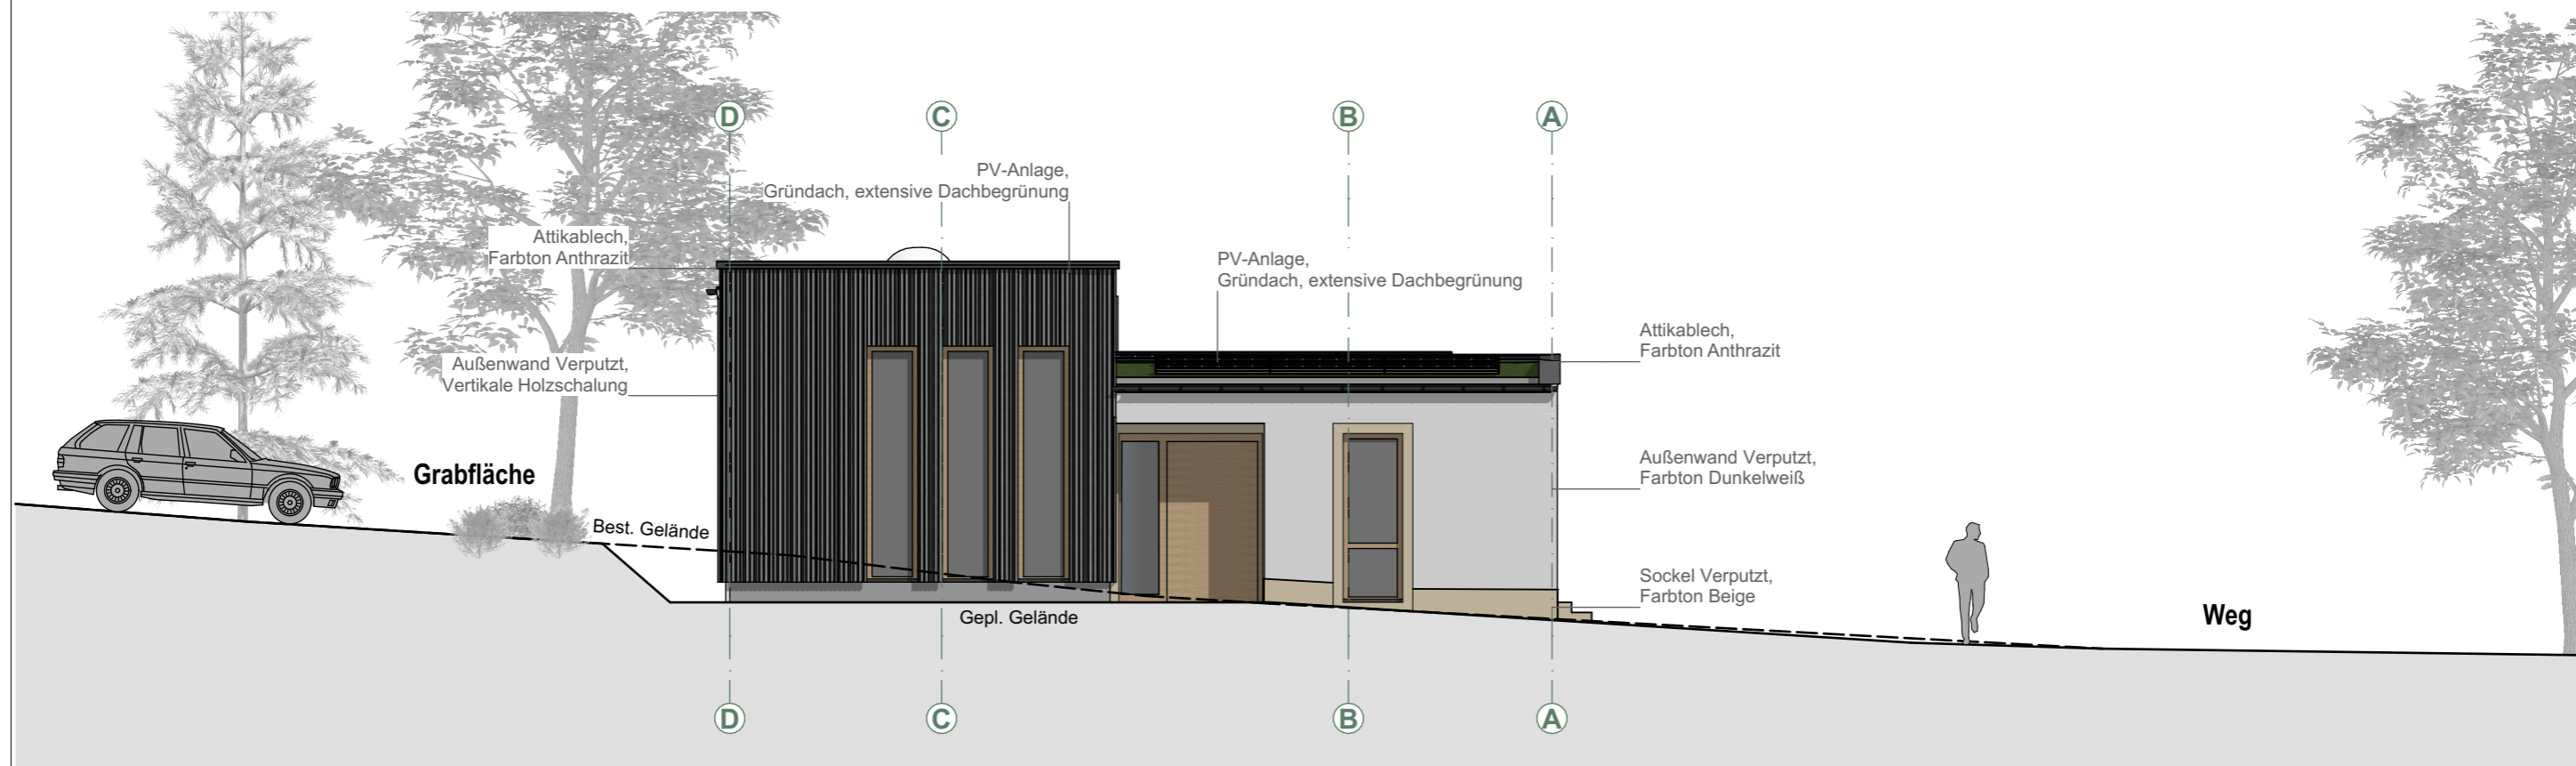 D
C
B
A
PV-Anlage,
Gründach, extensive Dachbegrünung
Attikablech,
Farbton Anthrazit
PV-Anlage,
Gründach, extensive Dachbegrünung
Attikablech,
Farbton Anthrazit
Außenwand Verputzt,
Vertikale Holzschalung
Grabfläche
Außenwand Verputzt,
Farbton Dunkelweiß
Best. Gelände
Sockel Verputzt,
Farbton Beige
Gepl. Gelände
Weg
D
C
B
A